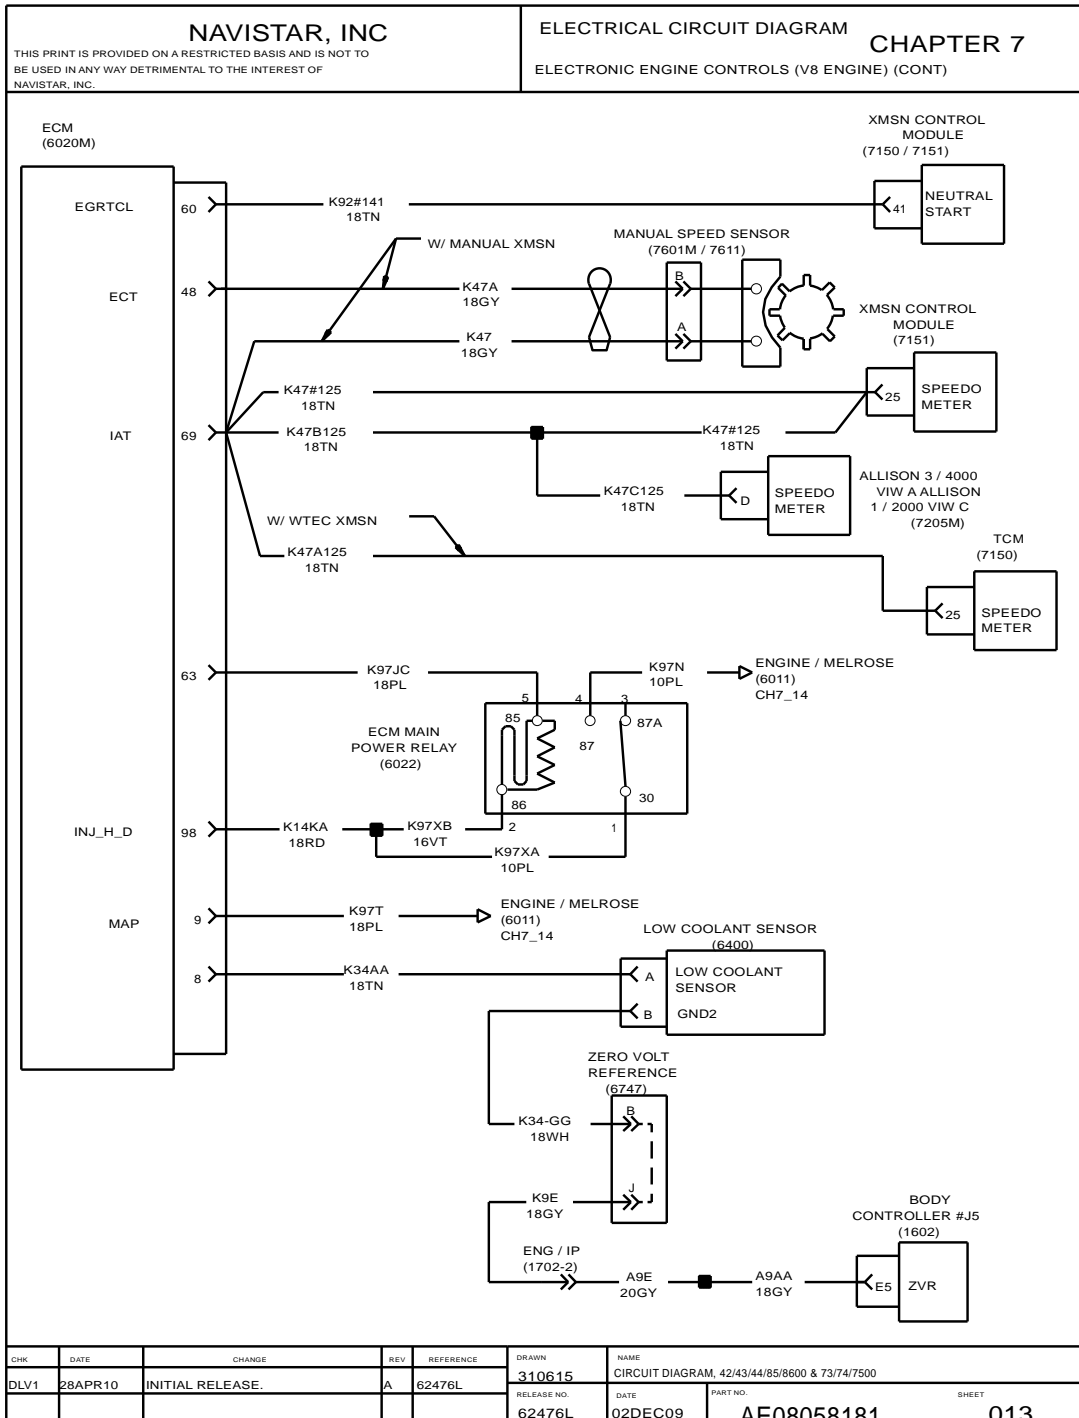 NAVISTAR, INC
THIS PRINT IS PROVIDED ON A RESTRICTED BASIS AND IS NOT TO
BE USED IN ANY WAY DETRIMENTAL TO THE INTEREST OF
NAVISTAR, INC.
ELECTRICAL CIRCUIT DIAGRAM
CHAPTER 7
ELECTRONIC ENGINE CONTROLS (V8 ENGINE) (CONT)
ECM
(6020M)
XMSN CONTROL
MODULE
(7150 / 7151)
EGRTCL
60
K92#141
18TN
41
NEUTRAL
START
W/ MANUAL XMSN
MANUAL SPEED SENSOR
(7601M / 7611)
ECT
48
K47A
18GY
B
K47
18GY
A
XMSN CONTROL
MODULE
(7151)
K47#125
18TN
25
SPEEDO
METER
IAT
69
K47B125
18TN
K47#125
18TN
K47C125
18TN
D
SPEEDO
METER
ALLISON 3 / 4000
VIW A ALLISON
1 / 2000 VIW C
(7205M)
W/ WTEC XMSN
K47A125
18TN
TCM
(7150)
25
SPEEDO
METER
63
K97JC
18PL
K97N
10PL
ENGINE / MELROSE
(6011)
CH7_14
ECM MAIN
POWER RELAY
(6022)
5
4
3
85
87
87A
86
30
2
1
INJ_H_D
98
K14KA
18RD
K97XB
16VT
K97XA
10PL
MAP
9
K97T
18PL
ENGINE / MELROSE
(6011)
CH7_14
LOW COOLANT SENSOR
(6400)
8
K34AA
18TN
A
LOW COOLANT
SENSOR
B
GND2
ZERO VOLT
REFERENCE
(6747)
K34-GG
18WH
B
K9E
18GY
J
BODY
CONTROLLER #J5
(1602)
ENG / IP
(1702-2)
A9E
20GY
A9AA
18GY
E5
ZVR
CHK
DATE
CHANGE
REV
REFERENCE
DLV1
28APR10
INITIAL RELEASE.
A
62476L
DRAWN
310615
NAME
CIRCUIT DIAGRAM, 42/43/44/85/8600 & 73/74/7500
RELEASE NO.
62476L
DATE
02DEC09
PART NO.
AE08058181
SHEET
013